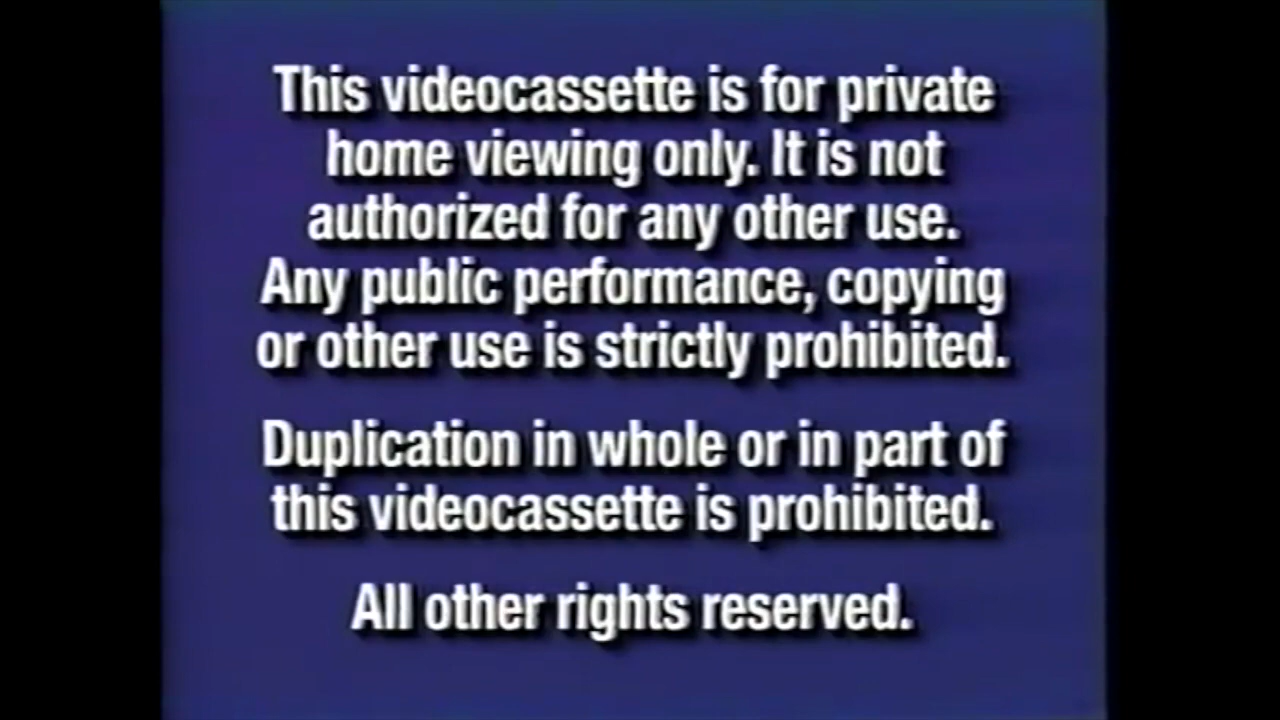 This videocassette is for private
home viewing only. It is not
authorized for any other use.
Any public performance, copying
or other use is strictly prohibited.
Duplication in whole or in part of
this videocassette is prohibited.
All other rights reserved.